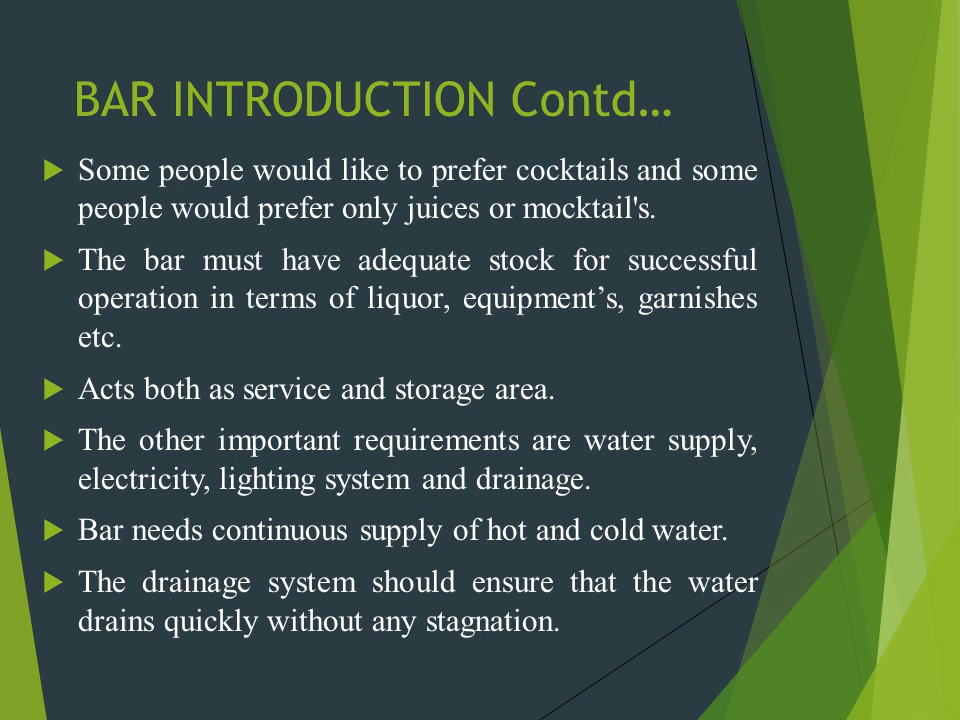 BAR INTRODUCTION Contd…
Some people would like to prefer cocktails and some
people would prefer only juices or mocktail's.
The bar must have adequate stock for successful
operation in terms of liquor, equipment’s, garnishes
etc.
Acts both as service and storage area.
The other important requirements are water supply,
electricity, lighting system and drainage.
Bar needs continuous supply of hot and cold water.
The drainage system should ensure that the water
drains quickly without any stagnation.